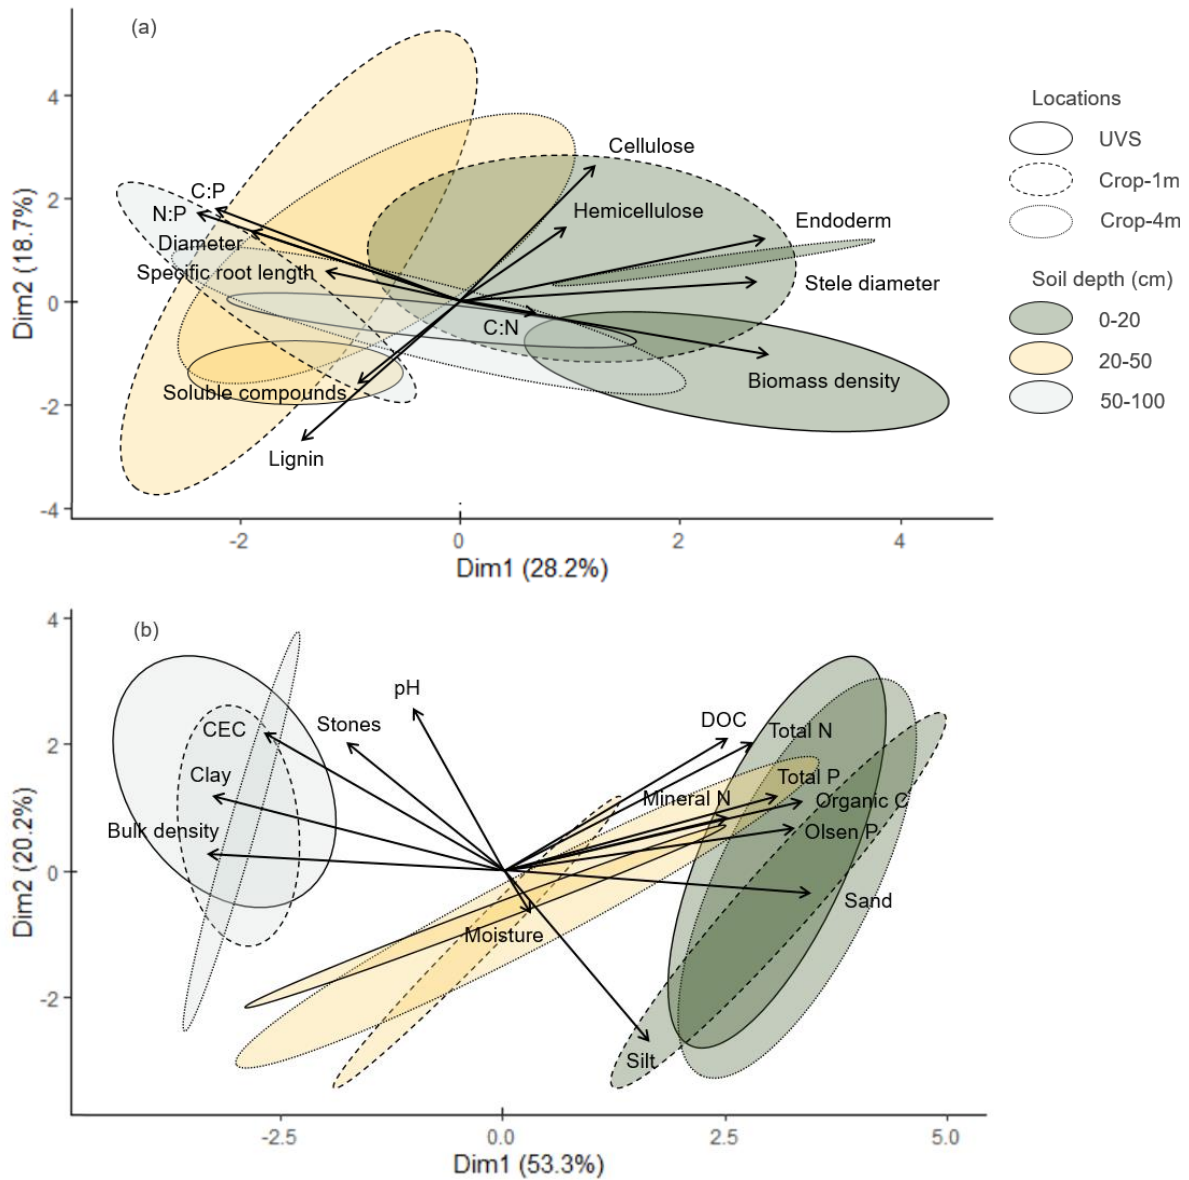 (a)
Locations
UVS
Crop-1m
Crop-4m
Soil depth (cm)
0-20
20-50
50-100
4
2
0
-2
-4
Dim2 (18.7%)
Cellulose
C:P
N:P
Hemicellulose
Endoderm
Diameter
Specific root length
Stele diameter
C:N
Biomass density
Soluble compounds
Lignin
-2
0
2
4
Dim1 (28.2%)
(b)
4
2
0
-2
Dim2 (20.2%)
pH
CEC
Stones
DOC
Total N
Clay
Total P
Mineral N
Organic C
Bulk density
Olsen P
Sand
Moisture
Silt
-2.5
0.0
2.5
5.0
Dim1 (53.3%)